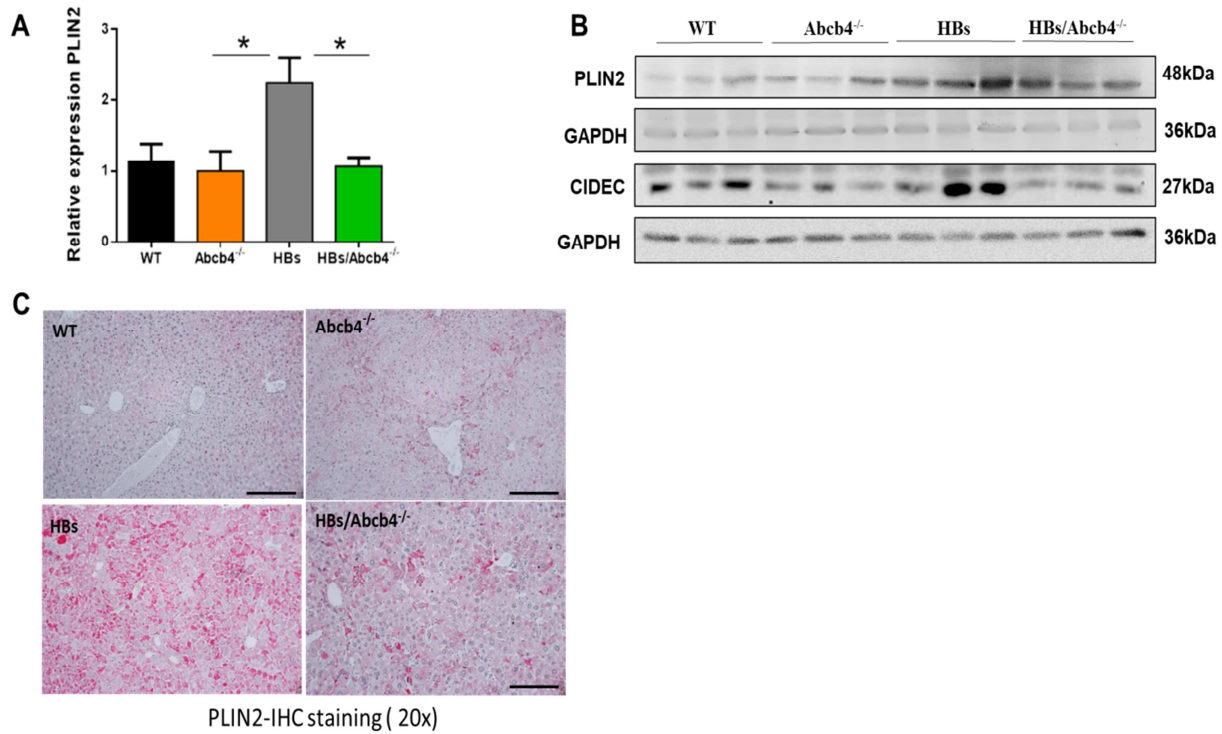 A
Relative expression PLIN2
3
2
1
0
* *
WT Abcb4-/- HBs HBs/Abcb4-/-
B
WT Abcb4-/- HBs HBs/Abcb4-/-
PLIN2 48kDa
GAPDH 36kDa
CIDEC 27kDa
GAPDH 36kDa
C
WT Abcb4-/-
HBs HBs/Abcb4-/-
PLIN2-IHC staining ( 20x)